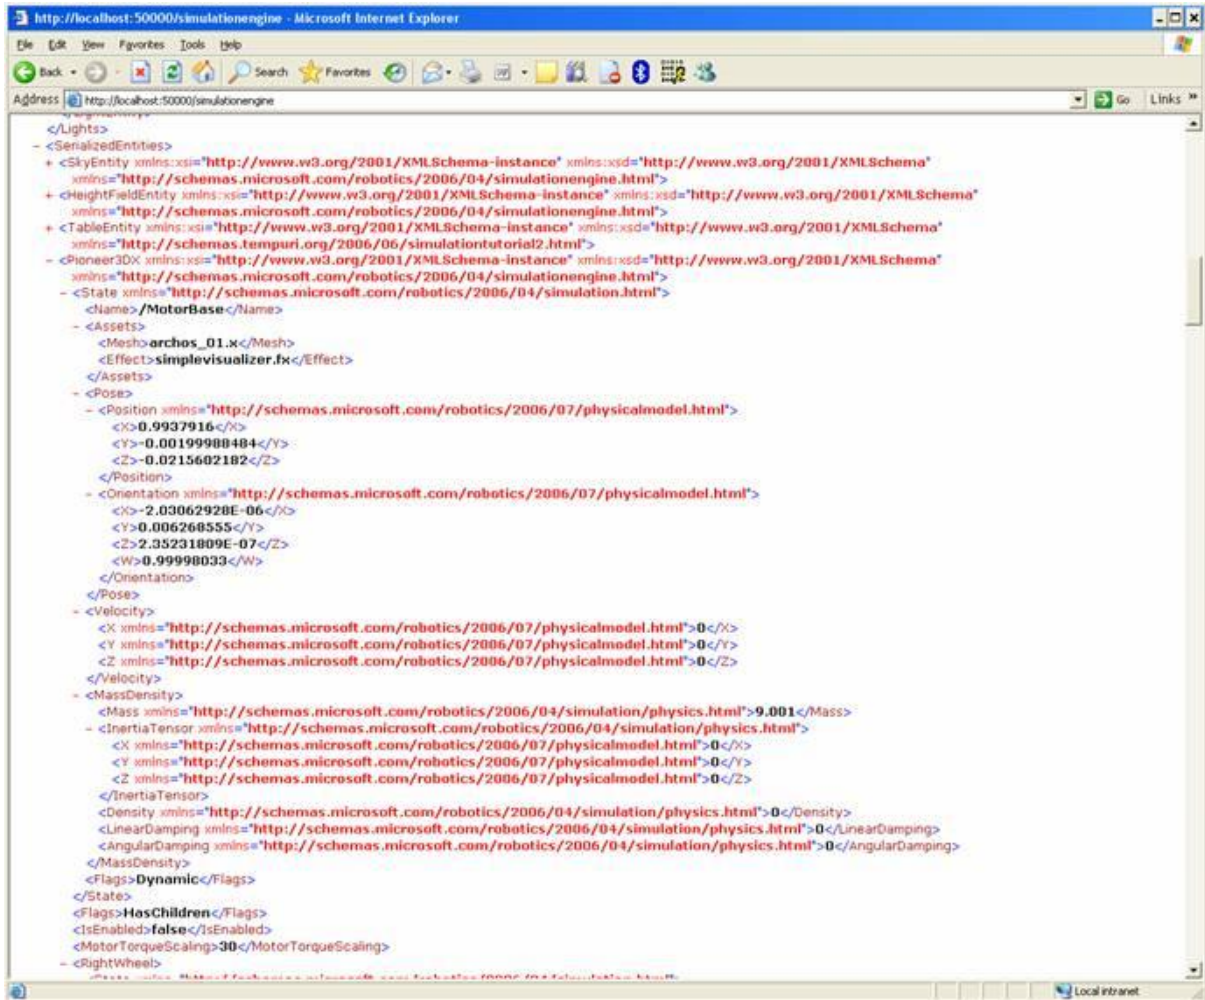 http://localhost:50000/simulationengine - Microsoft Internet Explorer
File Edit View Favorites Tools Help
Back Search Favorites
Address http://localhost:50000/simulationengine Go Links »
</Lights>
- <SerializedEntities>
+ <SkyEntity xmlns:xsi="http://www.w3.org/2001/XMLSchema-instance" xmlns:xsd="http://www.w3.org/2001/XMLSchema"
xmlns="http://schemas.microsoft.com/robotics/2006/04/simulationengine.html">
+ <HeightFieldEntity xmlns:xsi="http://www.w3.org/2001/XMLSchema-instance" xmlns:xsd="http://www.w3.org/2001/XMLSchema"
xmlns="http://schemas.microsoft.com/robotics/2006/04/simulationengine.html">
+ <TableEntity xmlns:xsi="http://www.w3.org/2001/XMLSchema-instance" xmlns:xsd="http://www.w3.org/2001/XMLSchema"
xmlns="http://schemas.tempuri.org/2006/06/simulationtutorial2.html">
- <Pioneer3DX xmlns:xsi="http://www.w3.org/2001/XMLSchema-instance" xmlns:xsd="http://www.w3.org/2001/XMLSchema"
xmlns="http://schemas.microsoft.com/robotics/2006/04/simulationengine.html">
- <State xmlns="http://schemas.microsoft.com/robotics/2006/04/simulation.html">
<Name>/MotorBase</Name>
- <Assets>
<Mesh>archos_01.x</Mesh>
<Effect>simplevisualizer.fx</Effect>
</Assets>
- <Pose>
- <Position xmlns="http://schemas.microsoft.com/robotics/2006/07/physicalmodel.html">
<X>0.9937916</X>
<Y>-0.00199988484</Y>
<Z>-0.0215602182</Z>
</Position>
- <Orientation xmlns="http://schemas.microsoft.com/robotics/2006/07/physicalmodel.html">
<X>-2.03062928E-06</X>
<Y>0.006268555</Y>
<Z>2.35231809E-07</Z>
<W>0.99998033</W>
</Orientation>
</Pose>
- <Velocity>
<X xmlns="http://schemas.microsoft.com/robotics/2006/07/physicalmodel.html">0</X>
<Y xmlns="http://schemas.microsoft.com/robotics/2006/07/physicalmodel.html">0</Y>
<Z xmlns="http://schemas.microsoft.com/robotics/2006/07/physicalmodel.html">0</Z>
</Velocity>
- <MassDensity>
<Mass xmlns="http://schemas.microsoft.com/robotics/2006/04/simulation/physics.html">9.001</Mass>
- <InertiaTensor xmlns="http://schemas.microsoft.com/robotics/2006/04/simulation/physics.html">
<X xmlns="http://schemas.microsoft.com/robotics/2006/07/physicalmodel.html">0</X>
<Y xmlns="http://schemas.microsoft.com/robotics/2006/07/physicalmodel.html">0</Y>
<Z xmlns="http://schemas.microsoft.com/robotics/2006/07/physicalmodel.html">0</Z>
</InertiaTensor>
<Density xmlns="http://schemas.microsoft.com/robotics/2006/04/simulation/physics.html">0</Density>
<LinearDamping xmlns="http://schemas.microsoft.com/robotics/2006/04/simulation/physics.html">0</LinearDamping>
<AngularDamping xmlns="http://schemas.microsoft.com/robotics/2006/04/simulation/physics.html">0</AngularDamping>
</MassDensity>
<Flags>Dynamic</Flags>
</State>
<Flags>HasChildren</Flags>
<IsEnabled>false</IsEnabled>
<MotorTorqueScaling>30</MotorTorqueScaling>
- <RightWheel>
Local intranet